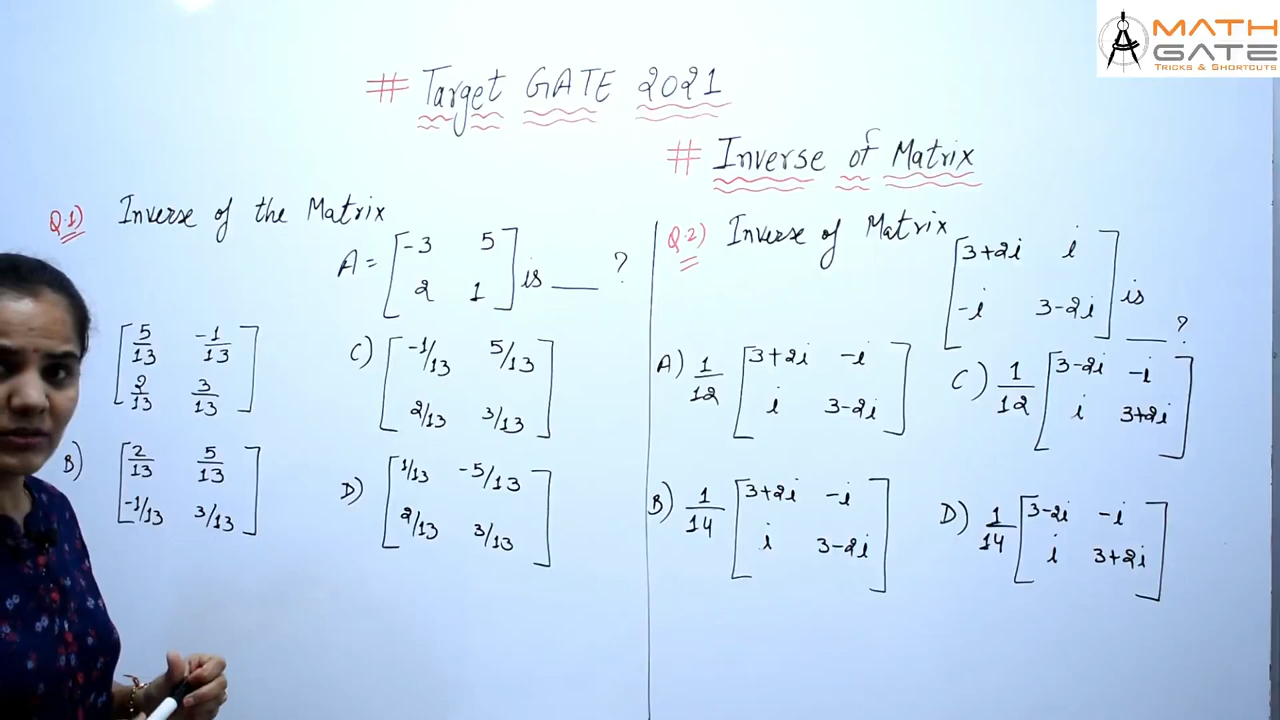 MATH
GATE
TRICKS & SHORTCUTS
# Target GATE 2021
# Inverse of Matrix
Q.1) Inverse of the Matrix
A = [-3 5
2 1] is ___ ?
[5/13 -1/13
2/13 3/13]
B) [2/13 5/13
-1/13 3/13]
C) [-1/13 5/13
2/13 3/13]
D) [1/13 -5/13
2/13 3/13]
Q.2) Inverse of Matrix
[3+2i i
-i 3-2i] is ___ ?
A) 1/12 [3+2i -i
i 3-2i]
B) 1/14 [3+2i -i
i 3-2i]
C) 1/12 [3-2i -i
i 3+2i]
D) 1/14 [3-2i -i
i 3+2i]